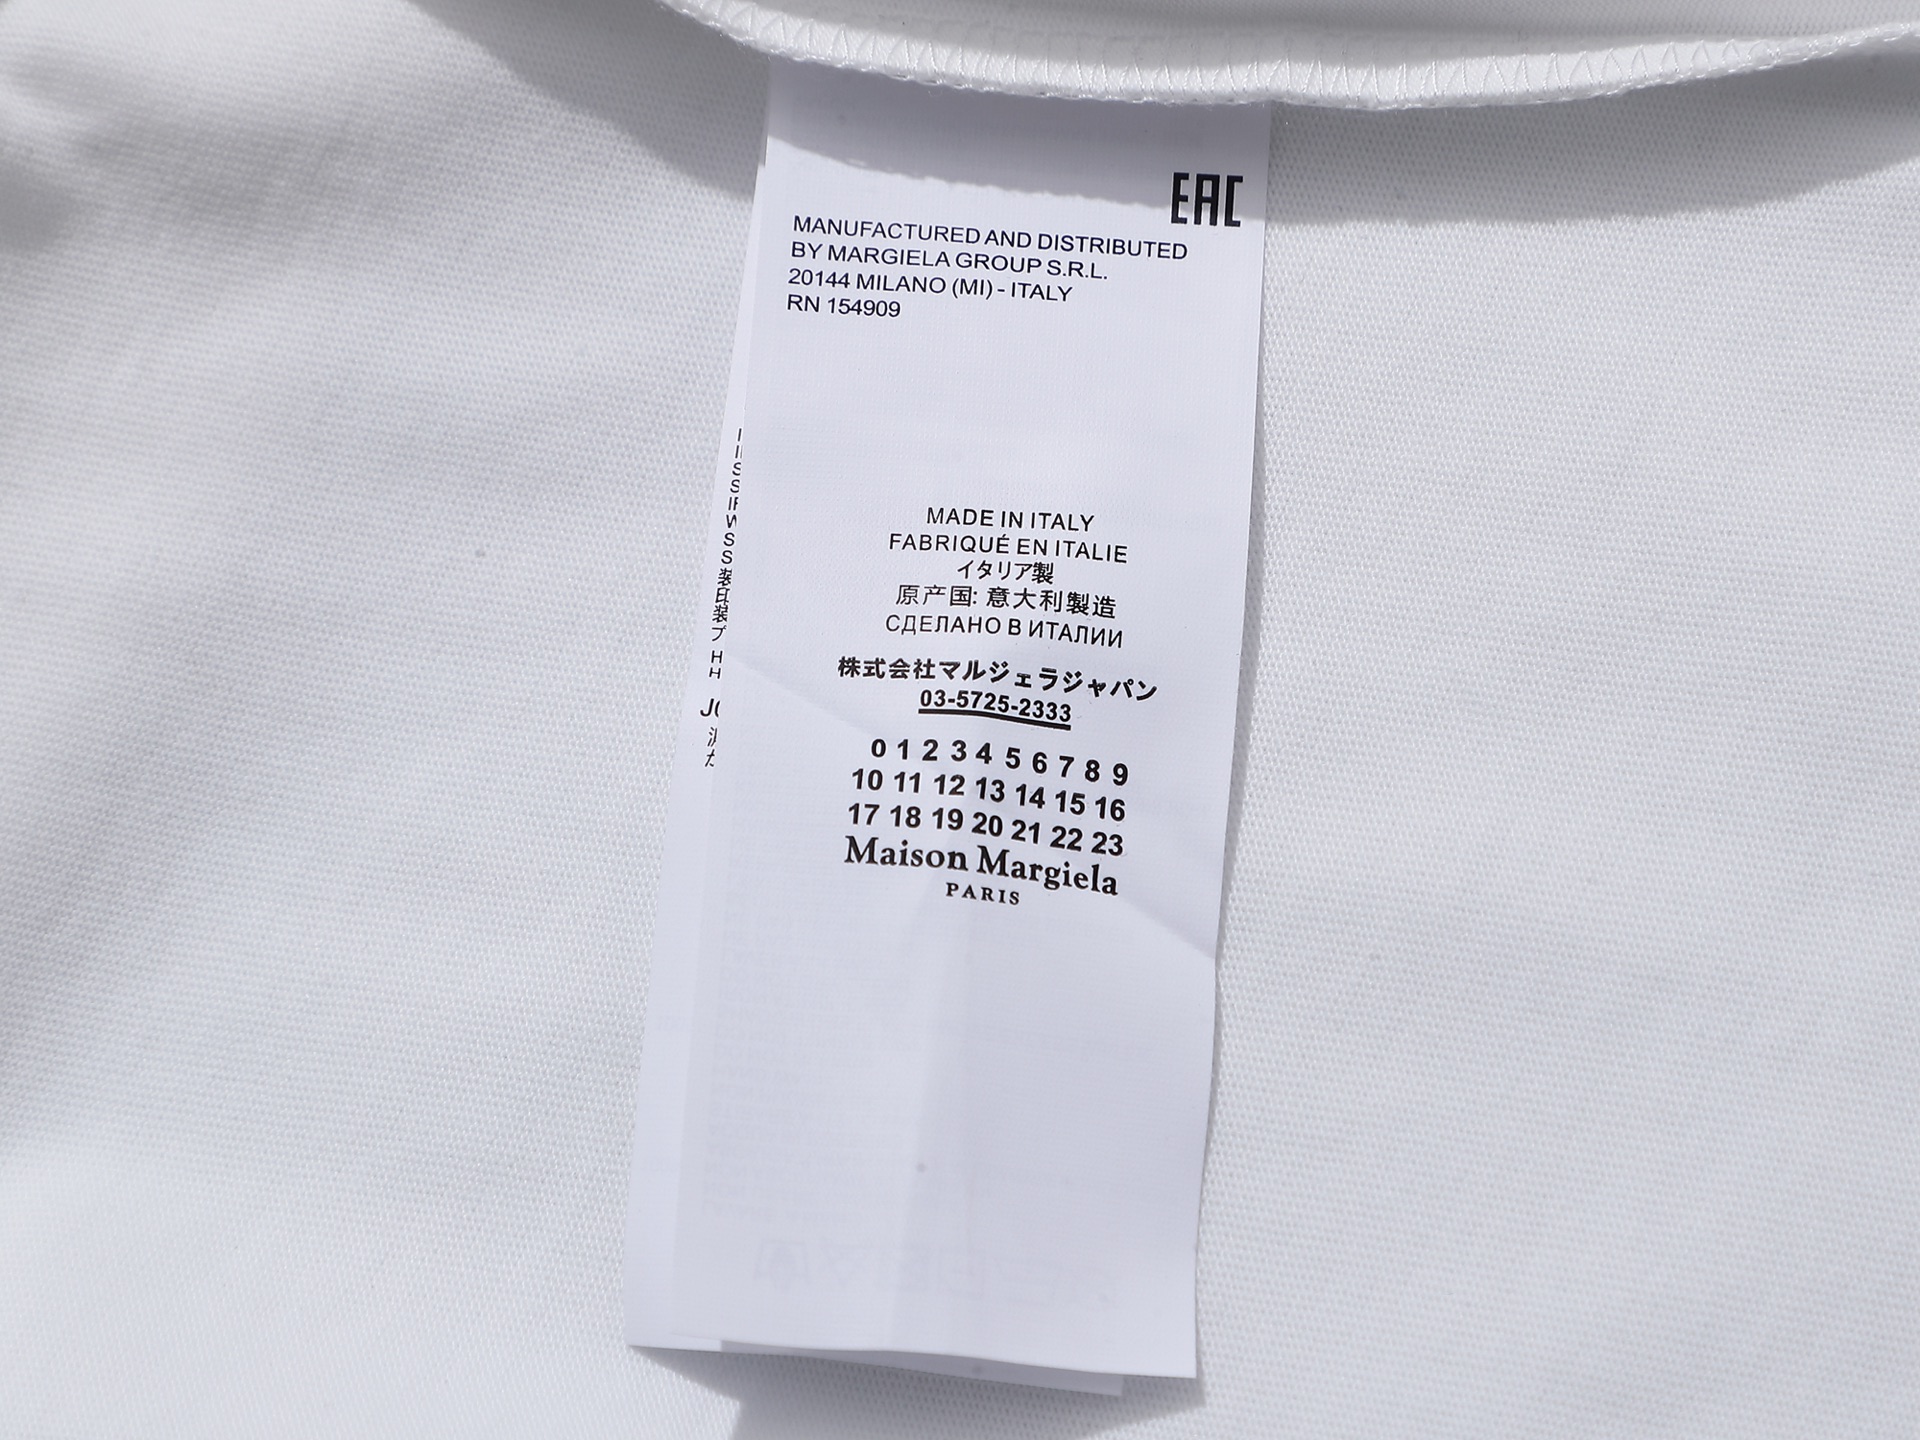 EAC
MANUFACTURED AND DISTRIBUTED
BY MARGIELA GROUP S.R.L.
20144 MILANO (MI) - ITALY
RN 154909
MADE IN ITALY
FABRIQUÉ EN ITALIE
イタリア製
原产国: 意大利製造
СДЕЛАНО В ИТАЛИИ
株式会社マルジェラジャパン
03-5725-2333
0 1 2 3 4 5 6 7 8 9
10 11 12 13 14 15 16
17 18 19 20 21 22 23
Maison Margiela
PARIS